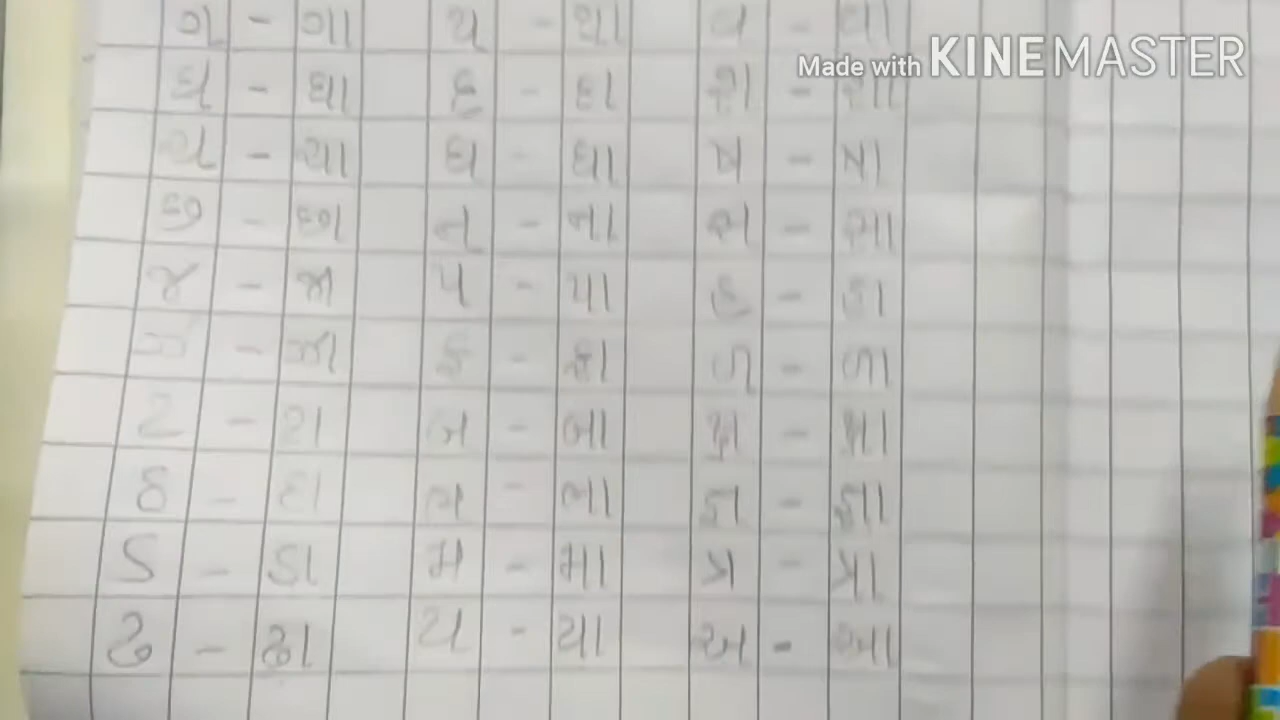 ગ - ગા થ - થા વ - વા
Made with KINEMASTER
ઘ - ઘા દ - દા શ - શા
ચ - ચા ધ - ધા ષ - ષા
છ - છા ન - ના સ - સા
જ - જા પ - પા હ - હા
ઝ - ઝા ફ - ફા ળ - ળા
ટ - ટા બ - બા ક્ષ - ક્ષા
ઠ - ઠા ભ - ભા જ્ઞ - જ્ઞા
ડ - ડા મ - મા
ઢ - ઢા ય - યા